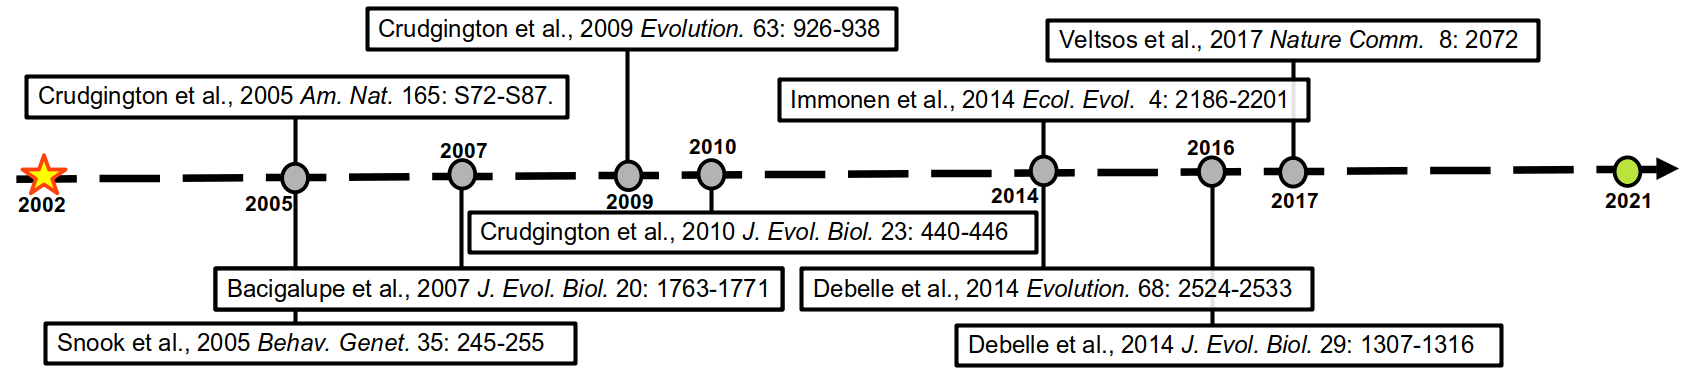 Crudgington et al., 2009 Evolution. 63: 926-938
Veltsos et al., 2017 Nature Comm. 8: 2072
Crudgington et al., 2005 Am. Nat. 165: S72-S87.
Immonen et al., 2014 Ecol. Evol. 4: 2186-2201
2002
2005
2007
2009
2010
2014
2016
2017
2021
Crudgington et al., 2010 J. Evol. Biol. 23: 440-446
Bacigalupe et al., 2007 J. Evol. Biol. 20: 1763-1771
Debelle et al., 2014 Evolution. 68: 2524-2533
Snook et al., 2005 Behav. Genet. 35: 245-255
Debelle et al., 2014 J. Evol. Biol. 29: 1307-1316